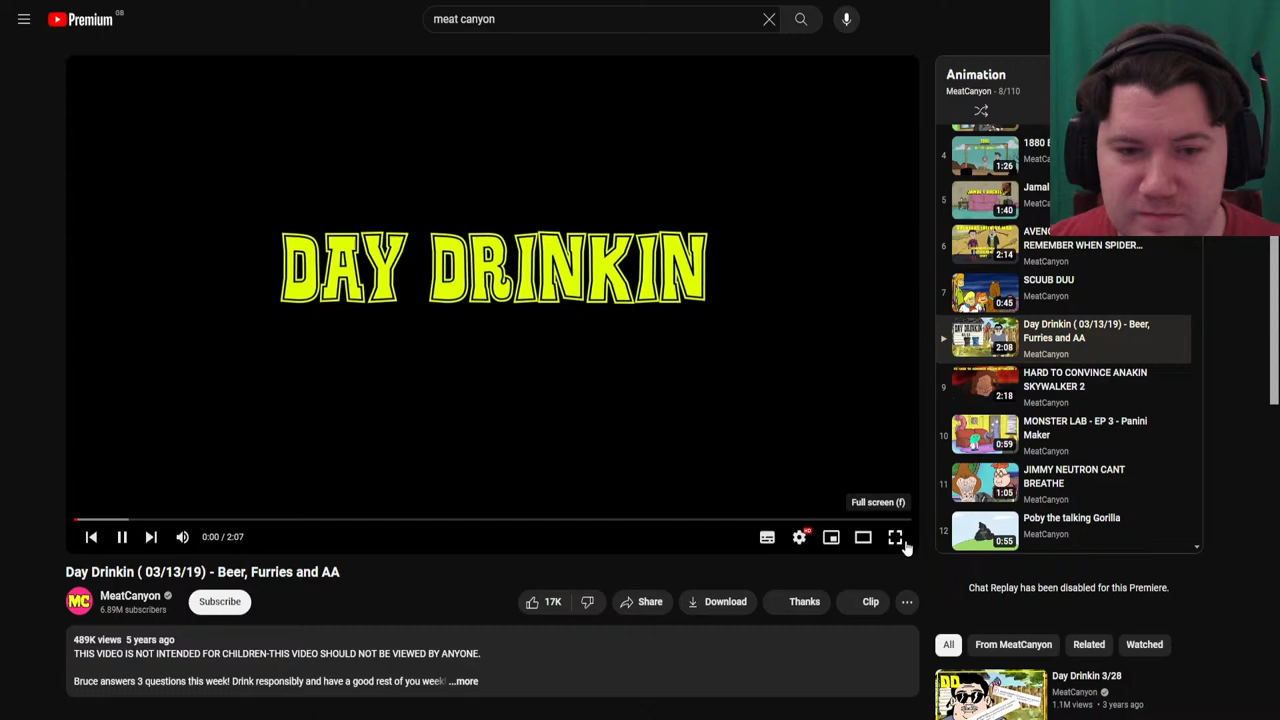 Premium GB
meat canyon
DAY DRINKIN
Full screen (f)
0:00 / 2:07
Day Drinkin ( 03/13/19) - Beer, Furries and AA
MC
MeatCanyon
6.89M subscribers
Subscribe
17K
Share
Download
Thanks
Clip
489K views 5 years ago
THIS VIDEO IS NOT INTENDED FOR CHILDREN-THIS VIDEO SHOULD NOT BE VIEWED BY ANYONE.
Bruce answers 3 questions this week! Drink responsibly and have a good rest of you week! ...more
Animation
MeatCanyon - 8/110
4
1:26
1880
MeatCa
5
1:40
Jamal
MeatCa
6
2:14
AVEN
REMEMBER WHEN SPIDER...
MeatCanyon
7
0:45
SCUUB DUU
MeatCanyon
2:08
Day Drinkin ( 03/13/19) - Beer,
Furries and AA
MeatCanyon
9
2:18
HARD TO CONVINCE ANAKIN
SKYWALKER 2
MeatCanyon
10
0:59
MONSTER LAB - EP 3 - Panini
Maker
MeatCanyon
11
1:05
JIMMY NEUTRON CANT
BREATHE
MeatCanyon
12
0:55
Poby the talking Gorilla
MeatCanyon
Chat Replay has been disabled for this Premiere.
All
From MeatCanyon
Related
Watched
DD
Day Drinkin 3/28
MeatCanyon
1.1M views • 3 years ago